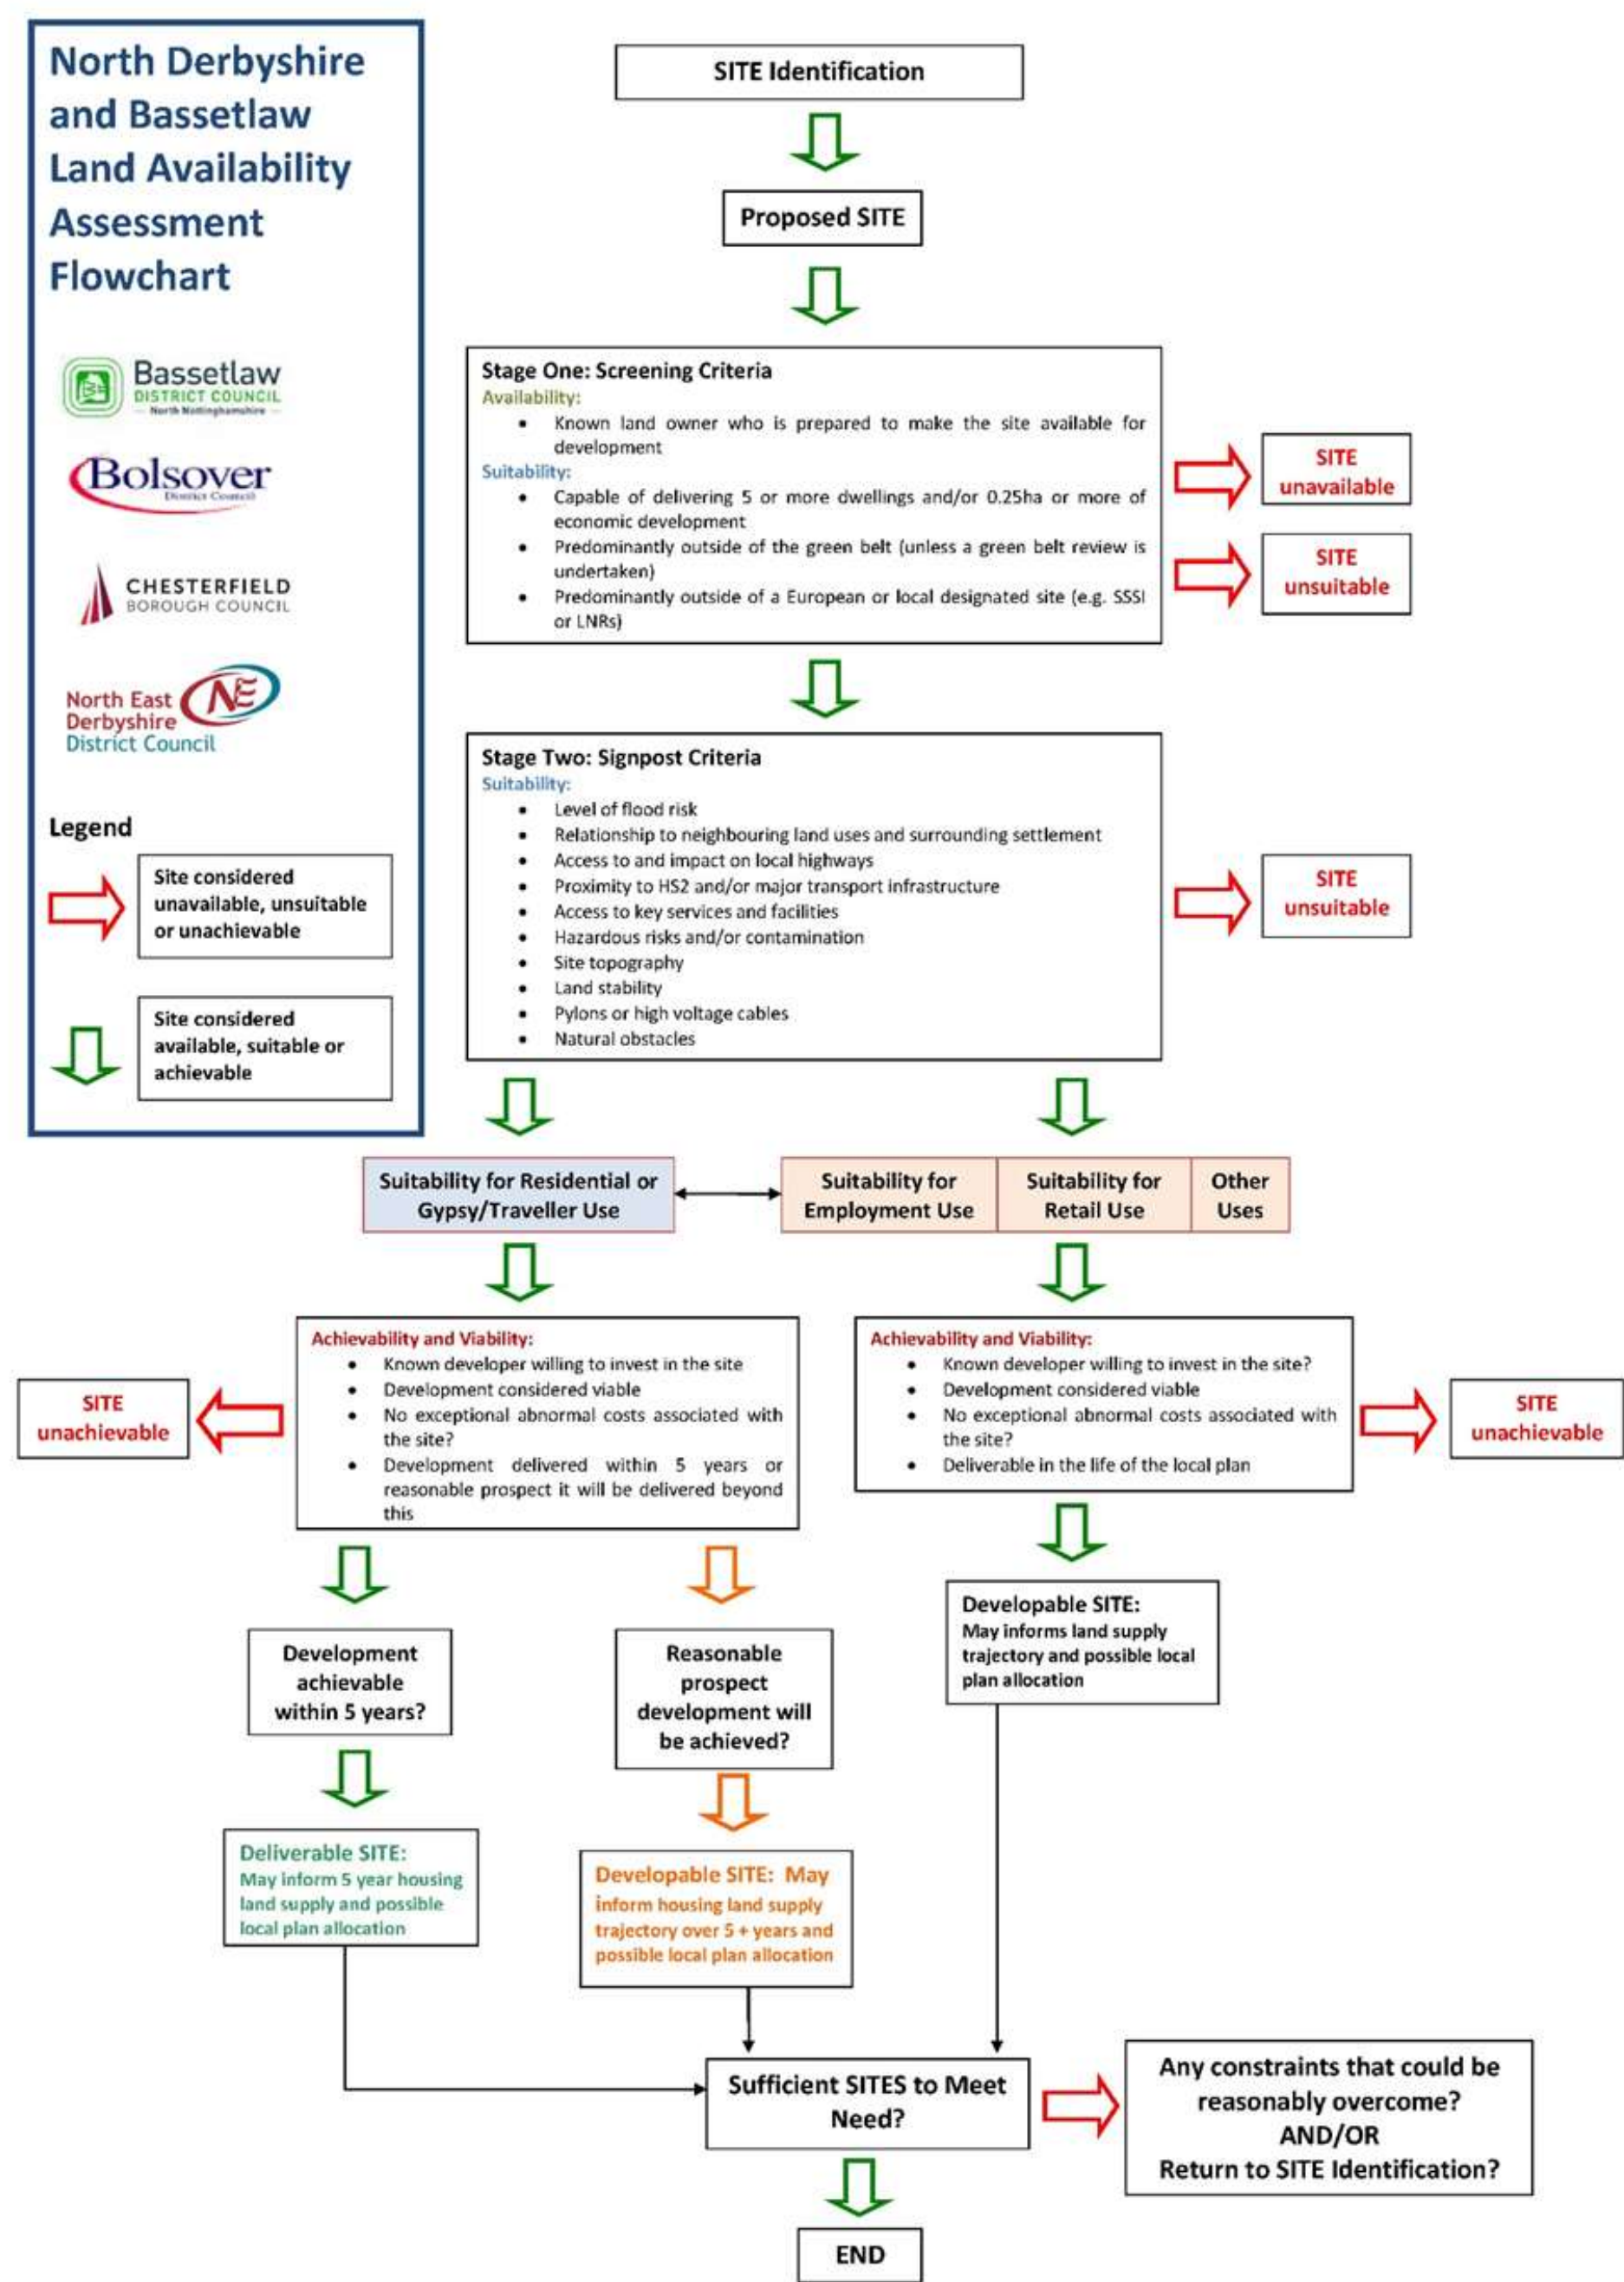 North Derbyshire
and Bassetlaw
Land Availability
Assessment
Flowchart
Bassetlaw
DISTRICT COUNCIL
North Nottinghamshire
Bolsover
District Council
CHESTERFIELD
BOROUGH COUNCIL
North East
Derbyshire
District Council
NE
Legend
Site considered
unavailable, unsuitable
or unachievable
Site considered
available, suitable or
achievable
SITE Identification
Proposed SITE
Stage One: Screening Criteria
Availability:
• Known land owner who is prepared to make the site available for
development
Suitability:
• Capable of delivering 5 or more dwellings and/or 0.25ha or more of
economic development
• Predominantly outside of the green belt (unless a green belt review is
undertaken)
• Predominantly outside of a European or local designated site (e.g. SSSI
or LNRs)
SITE
unavailable
SITE
unsuitable
Stage Two: Signpost Criteria
Suitability:
• Level of flood risk
• Relationship to neighbouring land uses and surrounding settlement
• Access to and impact on local highways
• Proximity to HS2 and/or major transport infrastructure
• Access to key services and facilities
• Hazardous risks and/or contamination
• Site topography
• Land stability
• Pylons or high voltage cables
• Natural obstacles
SITE
unsuitable
Suitability for Residential or
Gypsy/Traveller Use
Suitability for
Employment Use
Suitability for
Retail Use
Other
Uses
Achievability and Viability:
• Known developer willing to invest in the site
• Development considered viable
• No exceptional abnormal costs associated with
the site?
• Development delivered within 5 years or
reasonable prospect it will be delivered beyond
this
SITE
unachievable
Achievability and Viability:
• Known developer willing to invest in the site?
• Development considered viable
• No exceptional abnormal costs associated with
the site?
• Deliverable in the life of the local plan
SITE
unachievable
Development
achievable
within 5 years?
Reasonable
prospect
development will
be achieved?
Developable SITE:
May informs land supply
trajectory and possible local
plan allocation
Deliverable SITE:
May inform 5 year housing
land supply and possible
local plan allocation
Developable SITE: May
inform housing land supply
trajectory over 5 + years and
possible local plan allocation
Sufficient SITES to Meet
Need?
Any constraints that could be
reasonably overcome?
AND/OR
Return to SITE Identification?
END